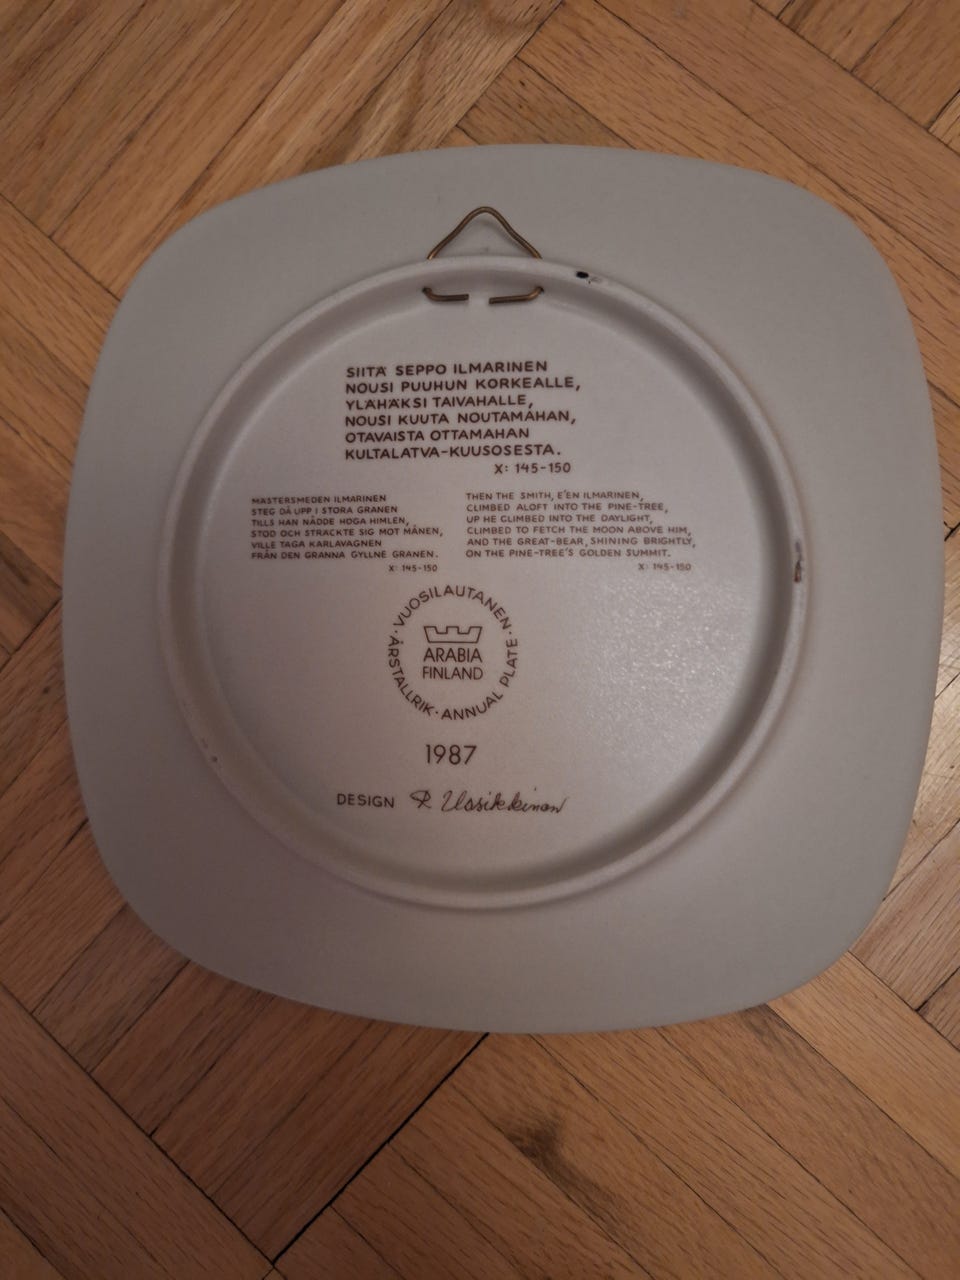 SIITÄ SEPPO ILMARINEN
NOUSI PUUHUN KORKEALLE,
YLÄHÄKSI TAIVAHALLE,
NOUSI KUUTA NOUTAMAHAN,
OTAVAISTA OTTAMAHAN
KULTALATVA-KUUSOSESTA.
X: 145-150
MÄSTERSMEDEN ILMARINEN
STEG DÅ UPP I STORA GRANEN
TILLS HAN NÅDDE HÖGA HIMLEN,
STOD OCH STRÄCKTE SIG MOT MÅNEN,
VILLE TAGA KARLAVAGNEN
FRÅN DEN GRANNA GYLLNE GRANEN.
X: 145-150
THEN THE SMITH, E'EN ILMARINEN,
CLIMBED ALOFT INTO THE PINE-TREE,
UP HE CLIMBED INTO THE DAYLIGHT,
CLIMBED TO FETCH THE MOON ABOVE HIM,
AND THE GREAT-BEAR, SHINING BRIGHTLY,
ON THE PINE-TREE'S GOLDEN SUMMIT.
X: 145-150
· VUOSILAUTANEN · ANNUAL PLATE · ÅRSTALLRIK
ARABIA
FINLAND
1987
DESIGN R Uosikkinen